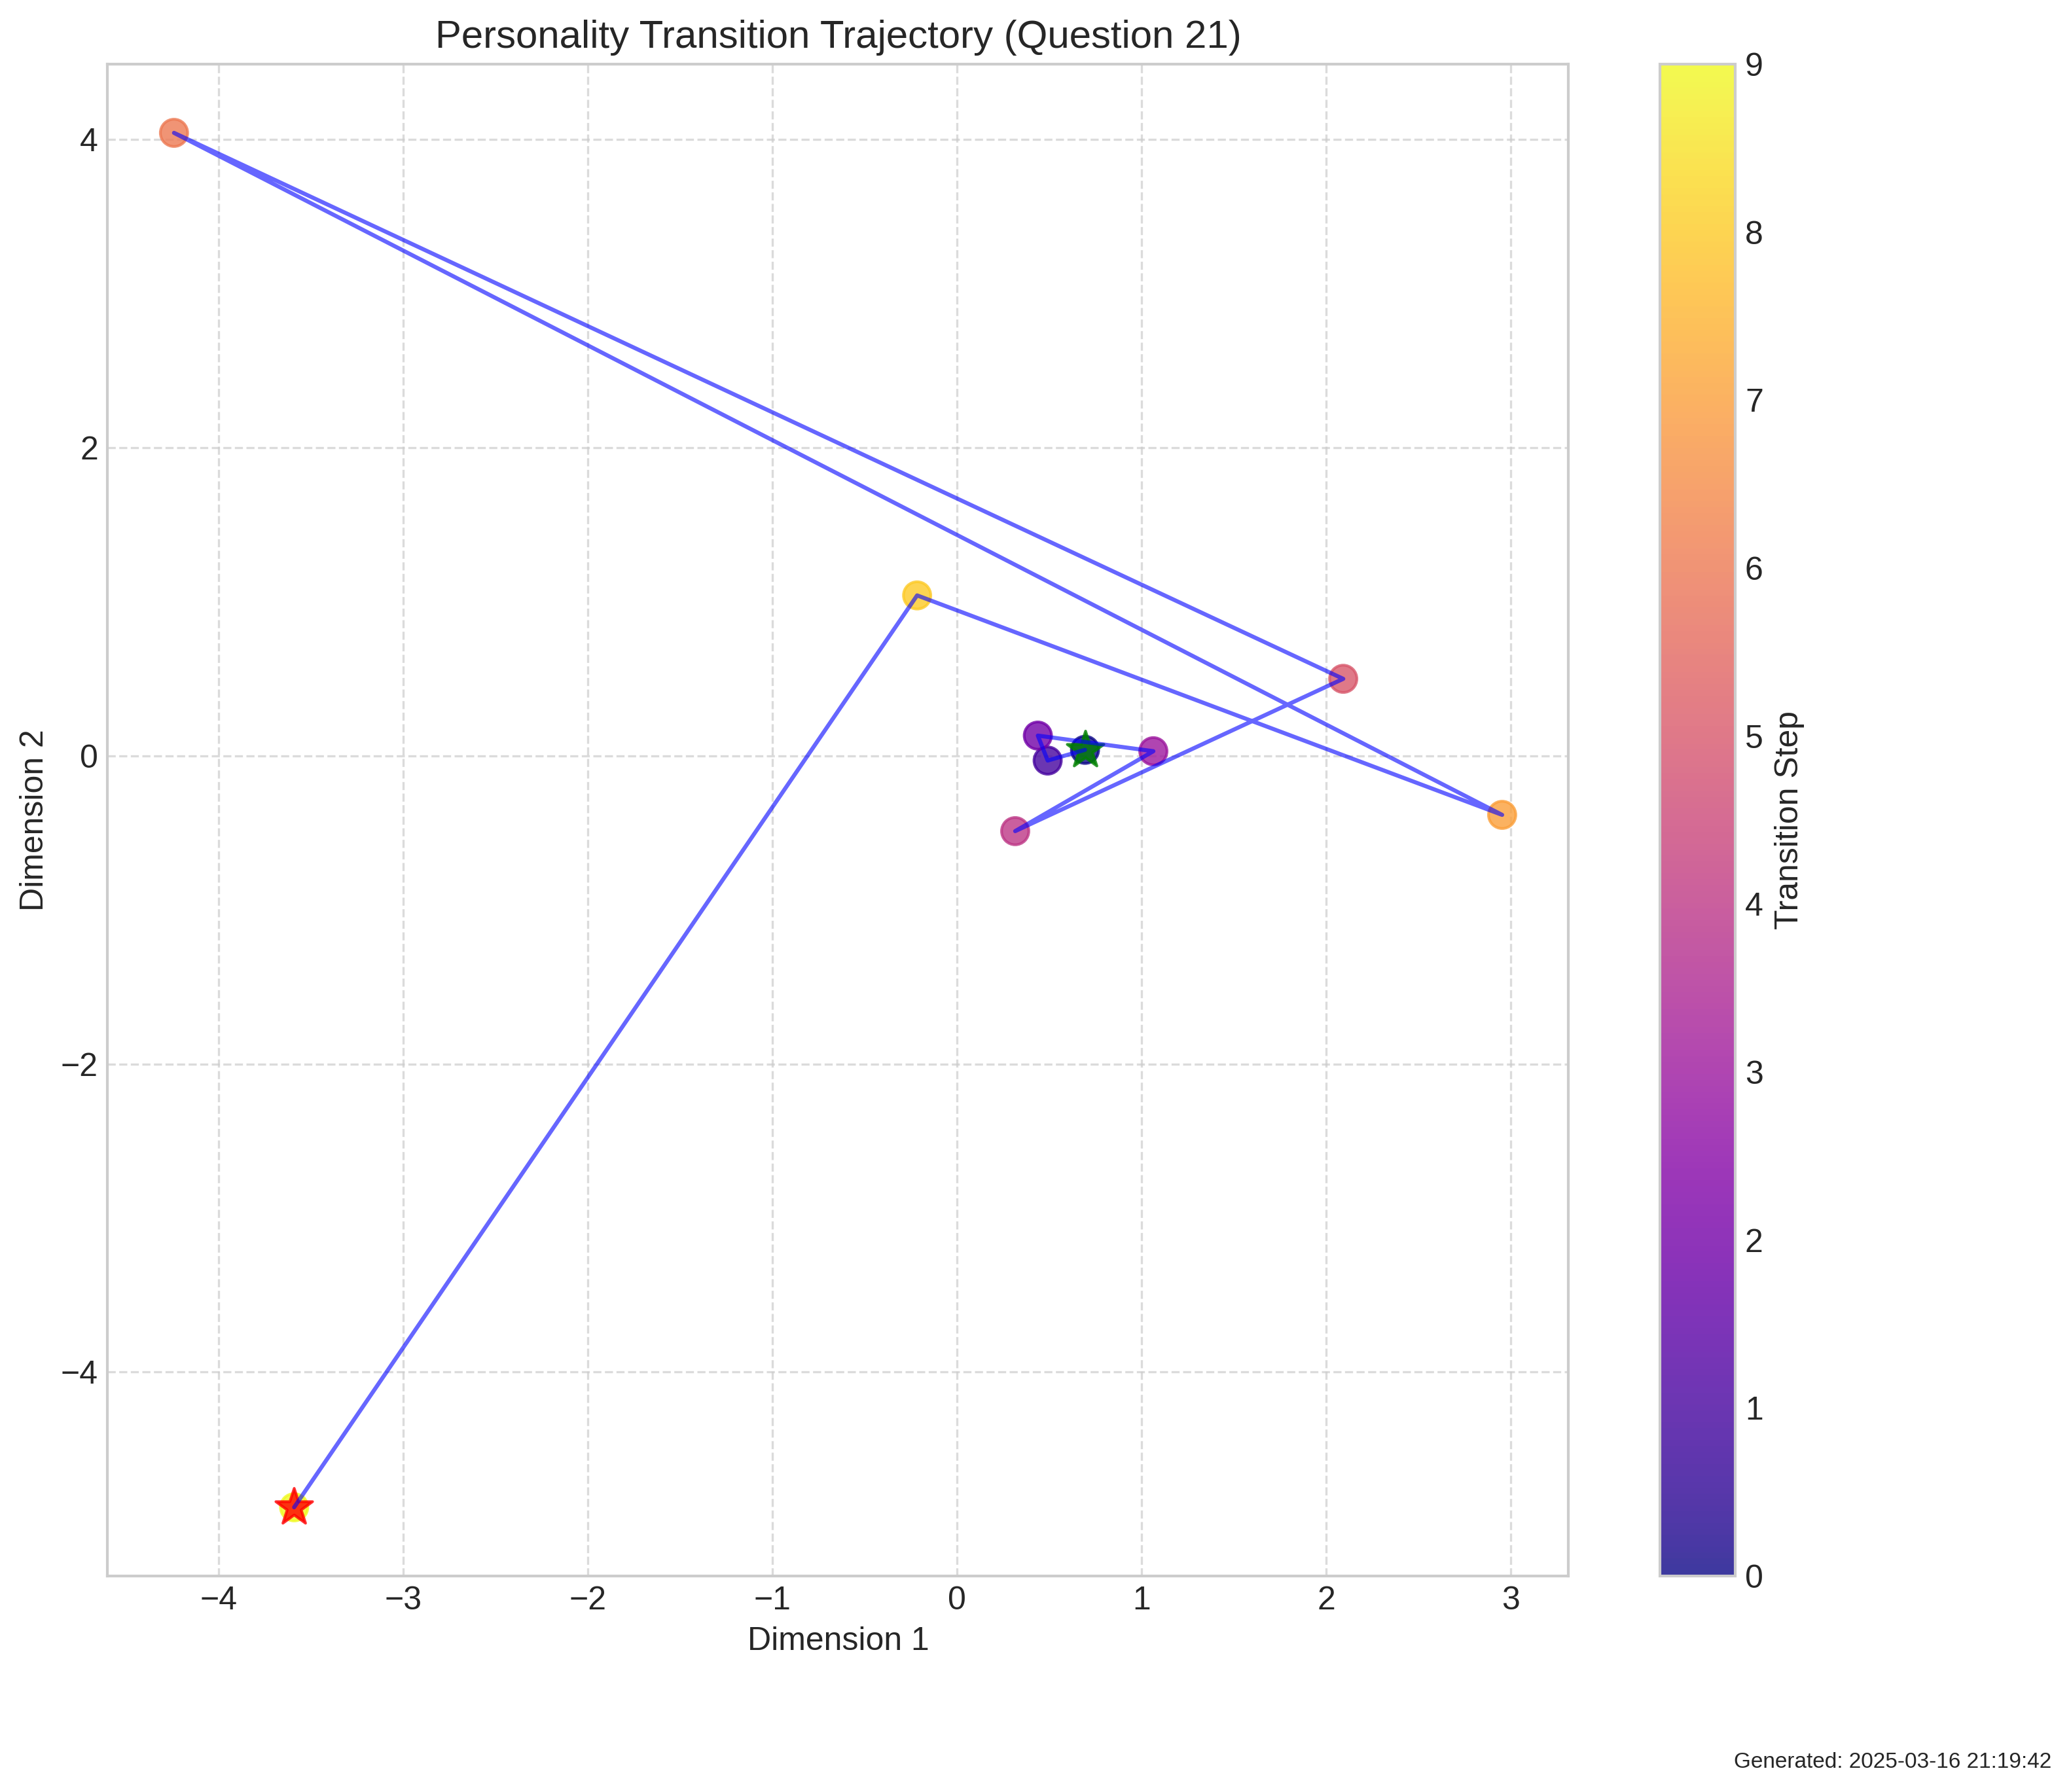 Personality Transition Trajectory (Question 21)
4
2
0
−2
−4
Dimension 2
−4 −3 −2 −1 0 1 2 3
Dimension 1
9
8
7
6
5
4
3
2
1
0
Transition Step
Generated: 2025-03-16 21:19:42